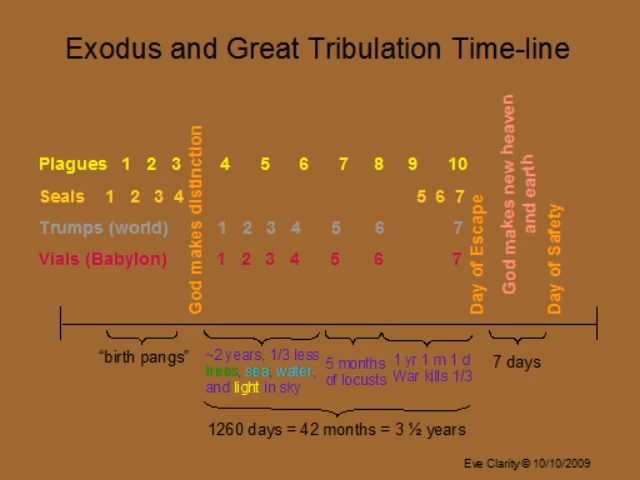 Exodus and Great Tribulation Time-line
Plagues 1 2 3 4 5 6 7 8 9 10
Seals 1 2 3 4 5 6 7
Trumps (world) 1 2 3 4 5 6 7
Vials (Babylon) 1 2 3 4 5 6 7
God makes distinction
Day of Escape
God makes new heaven
and earth
Day of Safety
“birth pangs”
~2 years, 1/3 less
trees, sea, water,
and light in sky
5 months
of locusts
1 yr 1 m 1 d
War kills 1/3
7 days
1260 days = 42 months = 3 ½ years
Eve Clarity © 10/10/2009